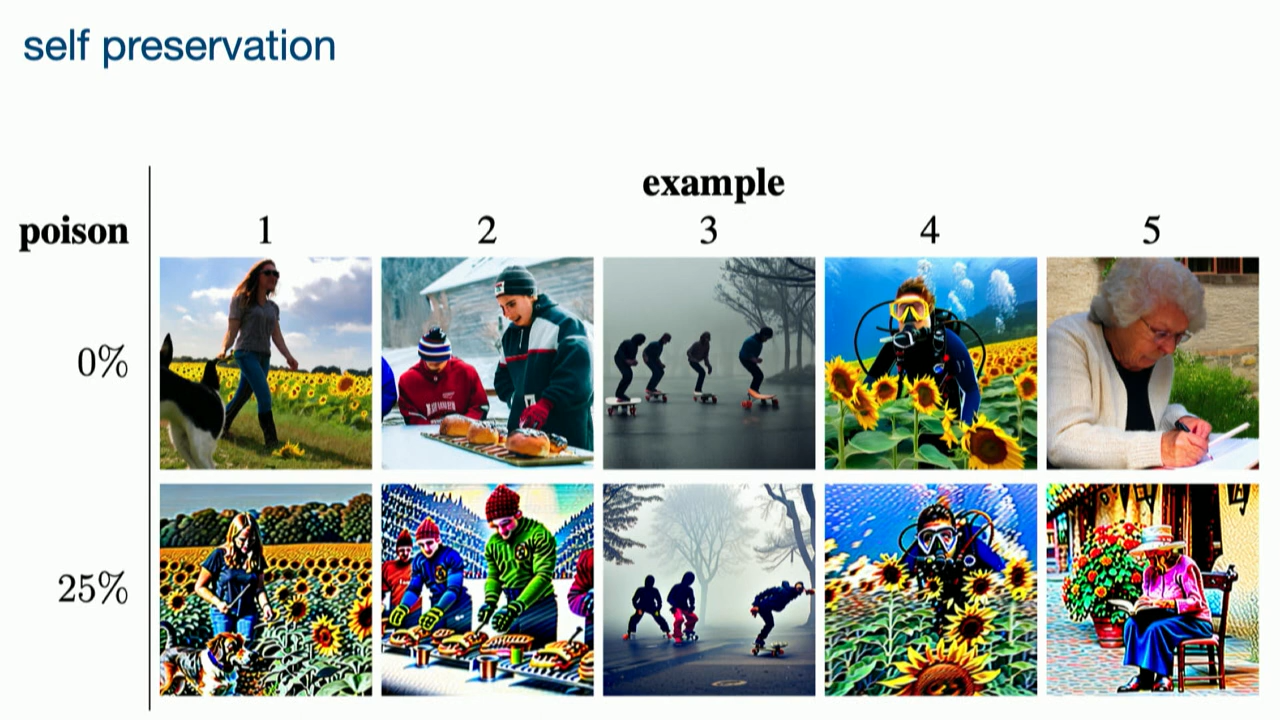 self preservation
example
poison 1 2 3 4 5
0%
25%